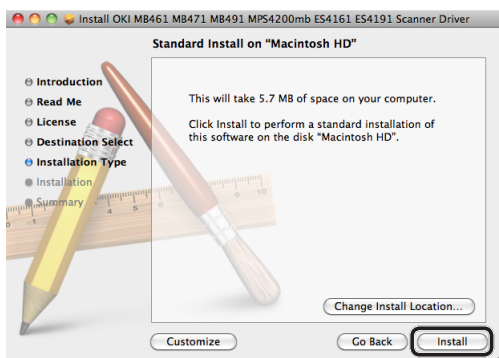 Install OKI MB461 MB471 MB491 MPS4200mb ES4161 ES4191 Scanner Driver
Standard Install on "Macintosh HD"
Introduction
Read Me
License
Destination Select
Installation Type
Installation
Summary
This will take 5.7 MB of space on your computer.
Click Install to perform a standard installation of
this software on the disk "Macintosh HD".
Change Install Location...
Customize
Go Back
Install